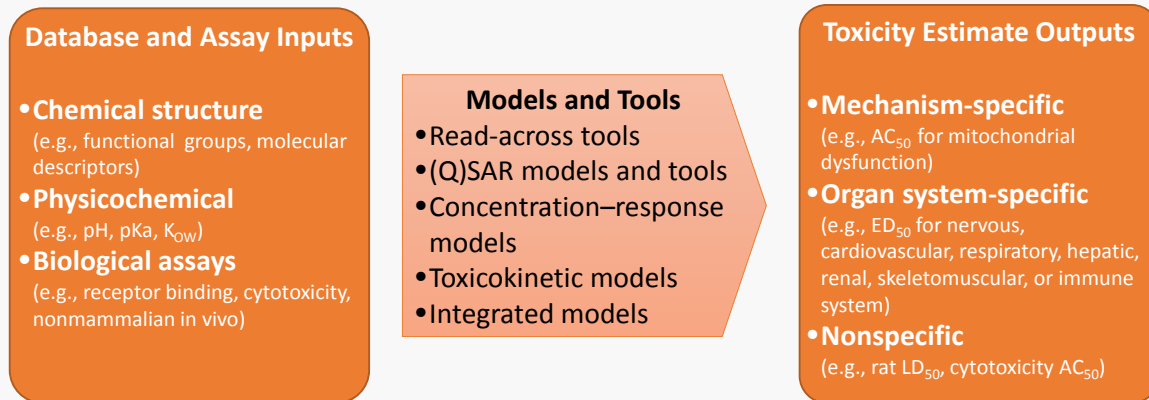 Database and Assay Inputs
•Chemical structure
(e.g., functional groups, molecular
descriptors)
•Physicochemical
(e.g., pH, pKa, K_OW)
•Biological assays
(e.g., receptor binding, cytotoxicity,
nonmammalian in vivo)
Models and Tools
•Read-across tools
•(Q)SAR models and tools
•Concentration–response
models
•Toxicokinetic models
•Integrated models
Toxicity Estimate Outputs
•Mechanism-specific
(e.g., AC₅₀ for mitochondrial
dysfunction)
•Organ system-specific
(e.g., ED₅₀ for nervous,
cardiovascular, respiratory, hepatic,
renal, skeletomuscular, or immune
system)
•Nonspecific
(e.g., rat LD₅₀, cytotoxicity AC₅₀)